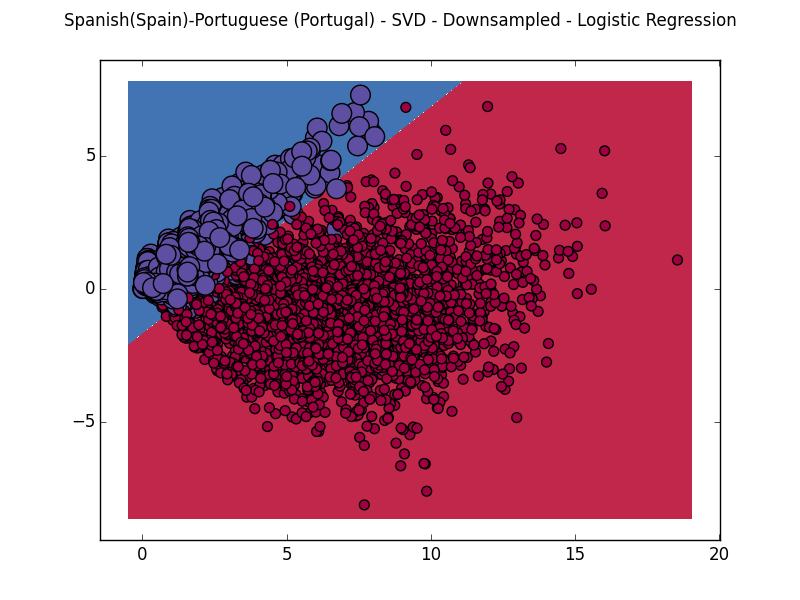 Spanish(Spain)-Portuguese (Portugal) - SVD - Downsampled - Logistic Regression
5
0
−5
0 5 10 15 20